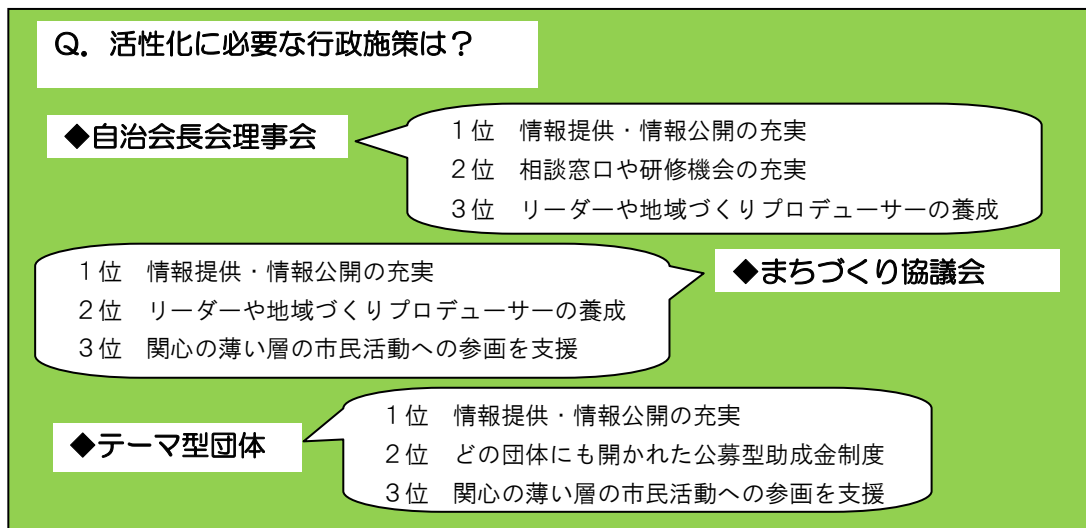 Q. 活性化に必要な行政施策は？
◆自治会長会理事会
１位　情報提供・情報公開の充実
２位　相談窓口や研修機会の充実
３位　リーダーや地域づくりプロデューサーの養成
◆まちづくり協議会
１位　情報提供・情報公開の充実
２位　リーダーや地域づくりプロデューサーの養成
３位　関心の薄い層の市民活動への参画を支援
◆テーマ型団体
１位　情報提供・情報公開の充実
２位　どの団体にも開かれた公募型助成金制度
３位　関心の薄い層の市民活動への参画を支援